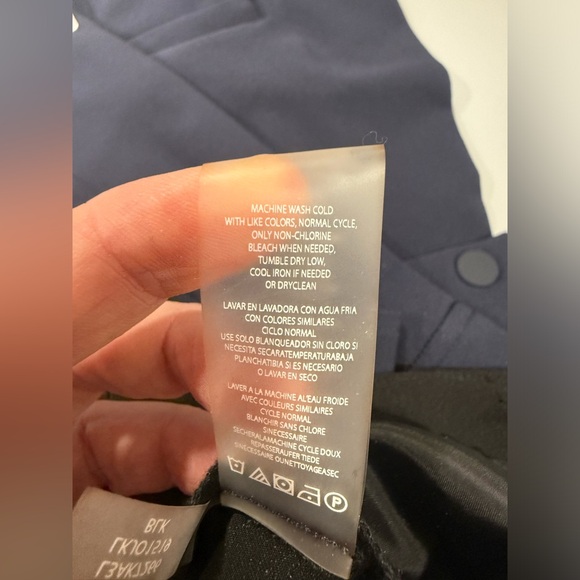 MACHINE WASH COLD
WITH LIKE COLORS, NORMAL CYCLE,
ONLY NON-CHLORINE
BLEACH WHEN NEEDED,
TUMBLE DRY LOW,
COOL IRON IF NEEDED
OR DRYCLEAN
LAVAR EN LAVADORA CON AGUA FRIA
CON COLORES SIMILARES
CICLO NORMAL
USE SOLO BLANQUEADOR SIN CLORO SI
NECESITA SECARATEMPERATURABAJA
PLANCHATIBIA SI ES NECESARIO
O LAVAR EN SECO
LAVER A LA MACHINE AL'EAU FROIDE
AVEC COULEURS SIMILAIRES
CYCLE NORMAL
BLANCHIR SANS CHLORE
SINECESSAIRE
SECHERALAMACHINE CYCLE DOUX
REPASSERAUFER TIEDE
SINECESSAIRE OUNETTOYAGEASEC
P
BLK
LK101519